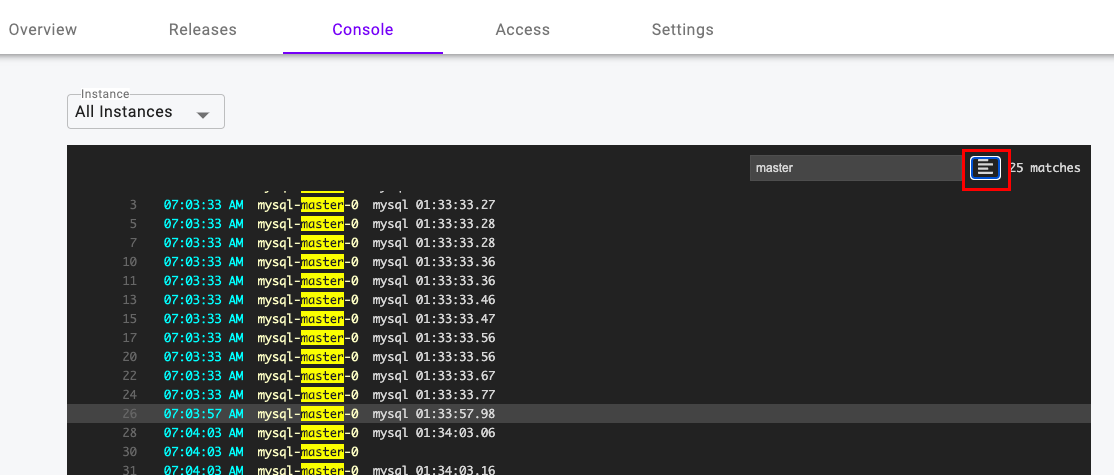 Overview Releases Console Access Settings
Instance
All Instances
master 25 matches
3 07:03:33 AM mysql-master-0 mysql 01:33:33.27
5 07:03:33 AM mysql-master-0 mysql 01:33:33.28
7 07:03:33 AM mysql-master-0 mysql 01:33:33.28
10 07:03:33 AM mysql-master-0 mysql 01:33:33.36
11 07:03:33 AM mysql-master-0 mysql 01:33:33.36
13 07:03:33 AM mysql-master-0 mysql 01:33:33.46
15 07:03:33 AM mysql-master-0 mysql 01:33:33.47
17 07:03:33 AM mysql-master-0 mysql 01:33:33.56
20 07:03:33 AM mysql-master-0 mysql 01:33:33.56
22 07:03:33 AM mysql-master-0 mysql 01:33:33.67
24 07:03:33 AM mysql-master-0 mysql 01:33:33.77
26 07:03:57 AM mysql-master-0 mysql 01:33:57.98
28 07:04:03 AM mysql-master-0 mysql 01:34:03.06
30 07:04:03 AM mysql-master-0
31 07:04:03 AM mysql-master-0 mysql 01:34:03.16